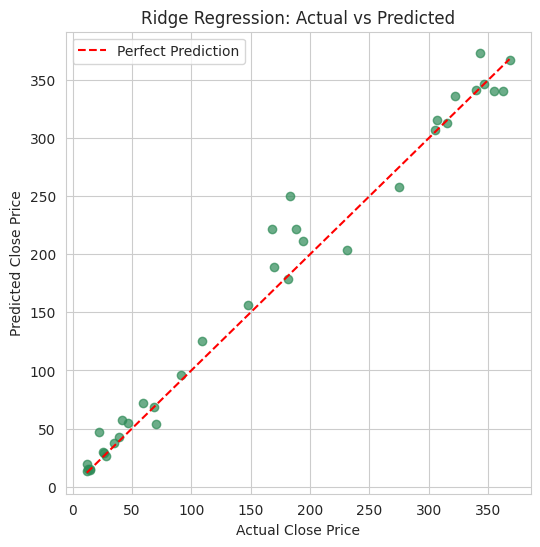 Ridge Regression: Actual vs Predicted
Perfect Prediction
350
300
250
200
150
100
50
0
Predicted Close Price
0 50 100 150 200 250 300 350
Actual Close Price